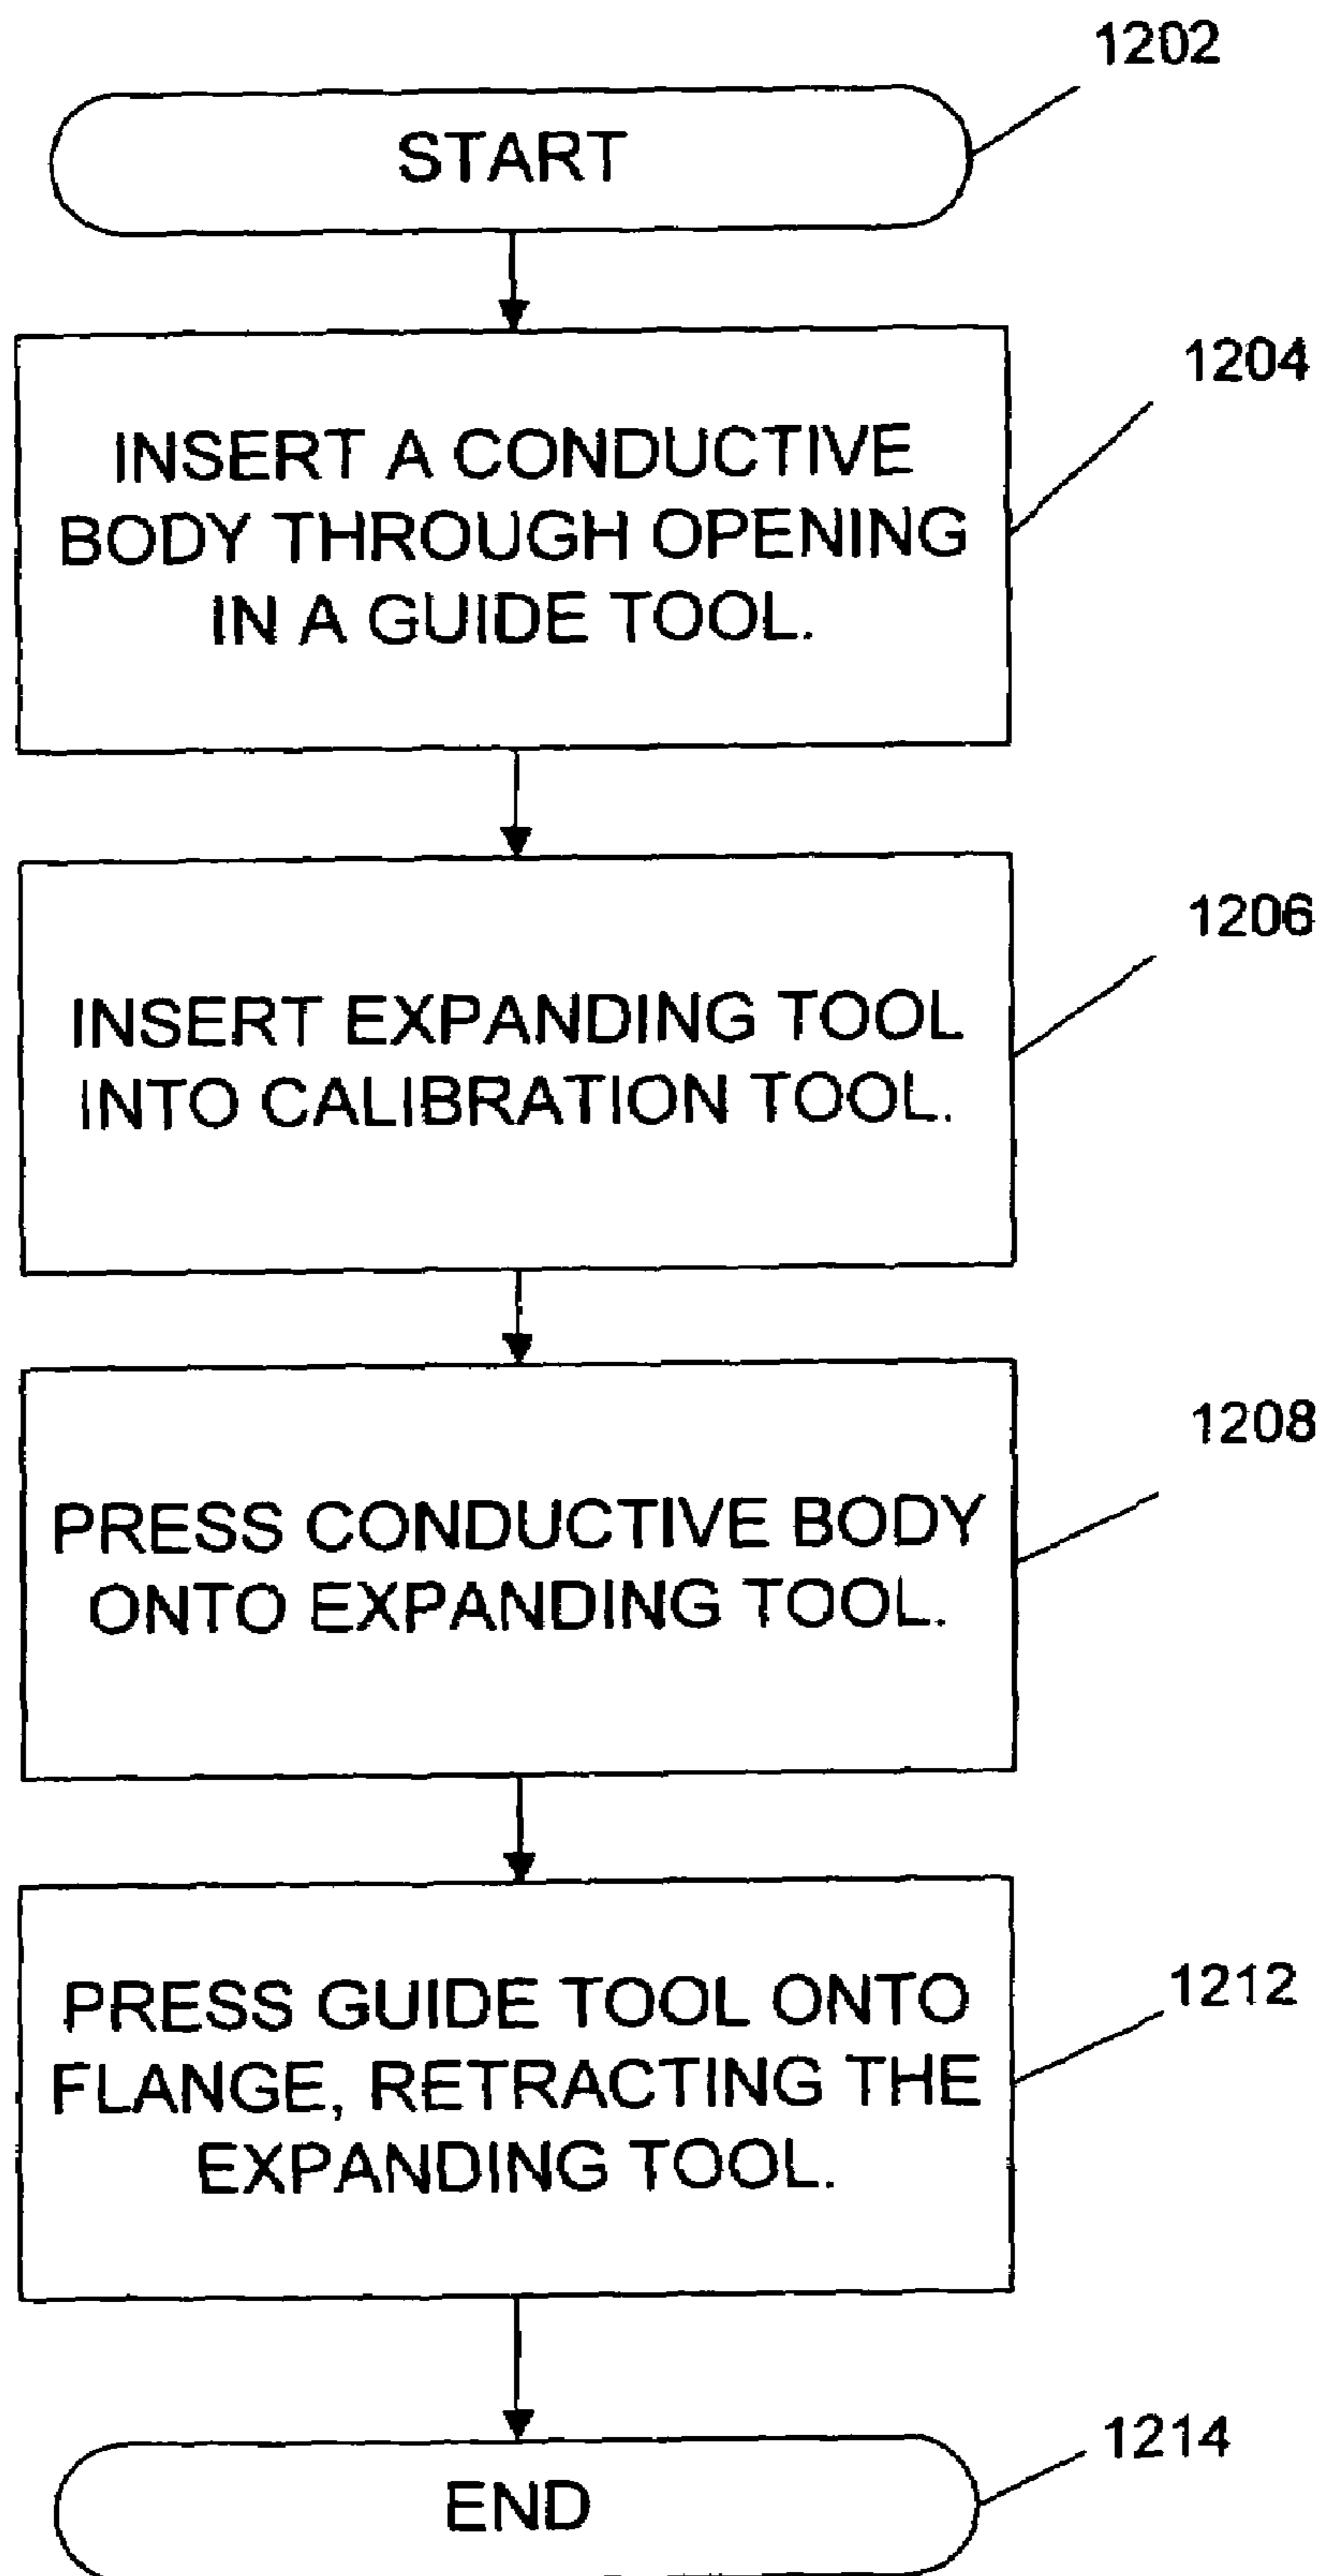 1202
START
1204
INSERT A CONDUCTIVE
BODY THROUGH OPENING
IN A GUIDE TOOL.
1206
INSERT EXPANDING TOOL
INTO CALIBRATION TOOL.
1208
PRESS CONDUCTIVE BODY
ONTO EXPANDING TOOL.
1212
PRESS GUIDE TOOL ONTO
FLANGE, RETRACTING THE
EXPANDING TOOL.
1214
END